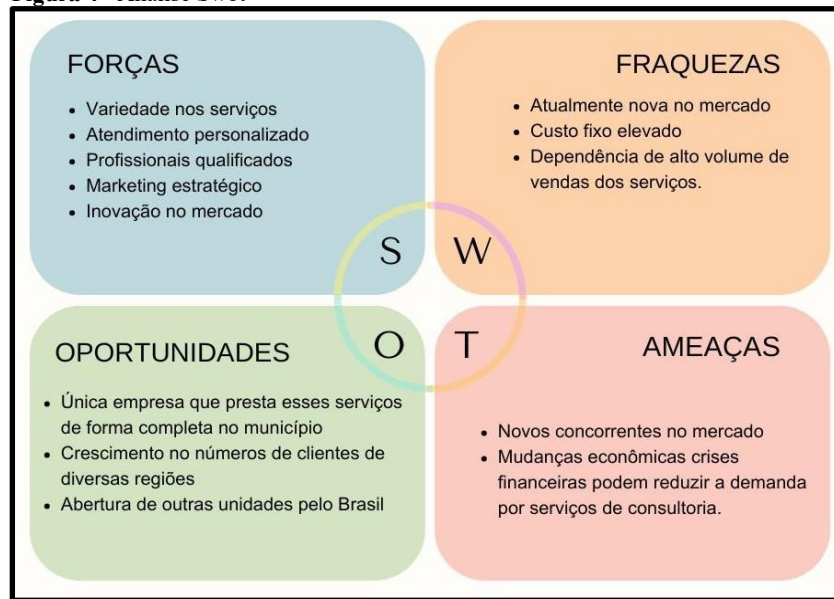 FORÇAS
• Variedade nos serviços
• Atendimento personalizado
• Profissionais qualificados
• Marketing estratégico
• Inovação no mercado
FRAQUEZAS
• Atualmente nova no mercado
• Custo fixo elevado
• Dependência de alto volume de
vendas dos serviços.
S W
O T
OPORTUNIDADES
• Única empresa que presta esses serviços
de forma completa no município
• Crescimento no números de clientes de
diversas regiões
• Abertura de outras unidades pelo Brasil
AMEAÇAS
• Novos concorrentes no mercado
• Mudanças econômicas crises
financeiras podem reduzir a demanda
por serviços de consultoria.